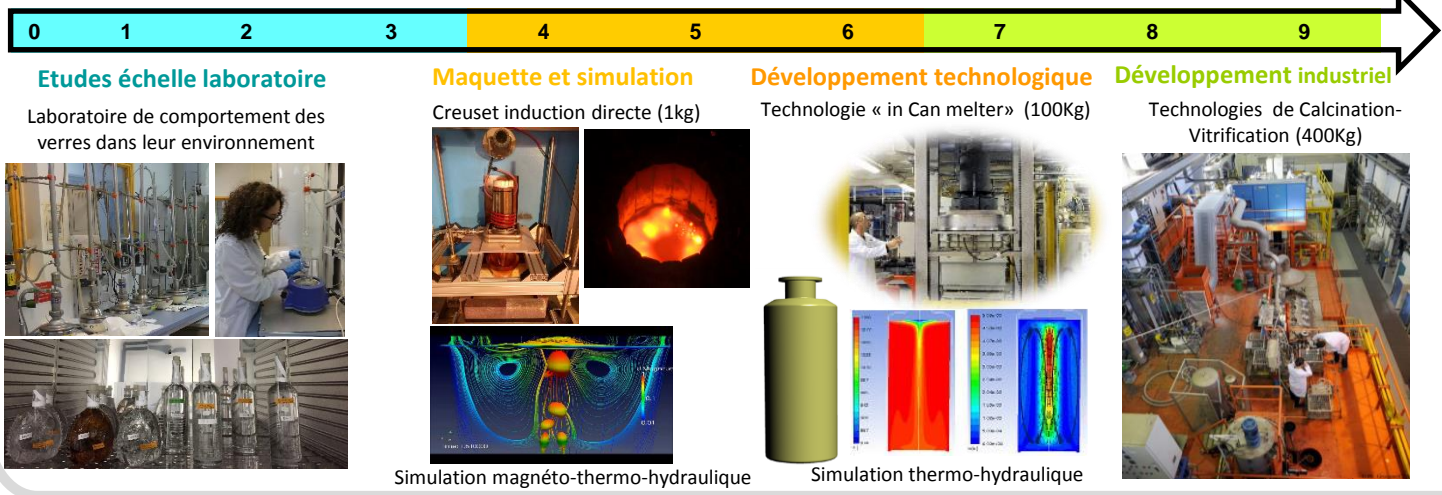 0 1 2 3 4 5 6 7 8 9
Etudes échelle laboratoire
Laboratoire de comportement des
verres dans leur environnement
Maquette et simulation
Creuset induction directe (1kg)
Simulation magnéto-thermo-hydraulique
Développement technologique
Technologie « in Can melter» (100Kg)
Simulation thermo-hydraulique
Développement industriel
Technologies de Calcination-
Vitrification (400Kg)